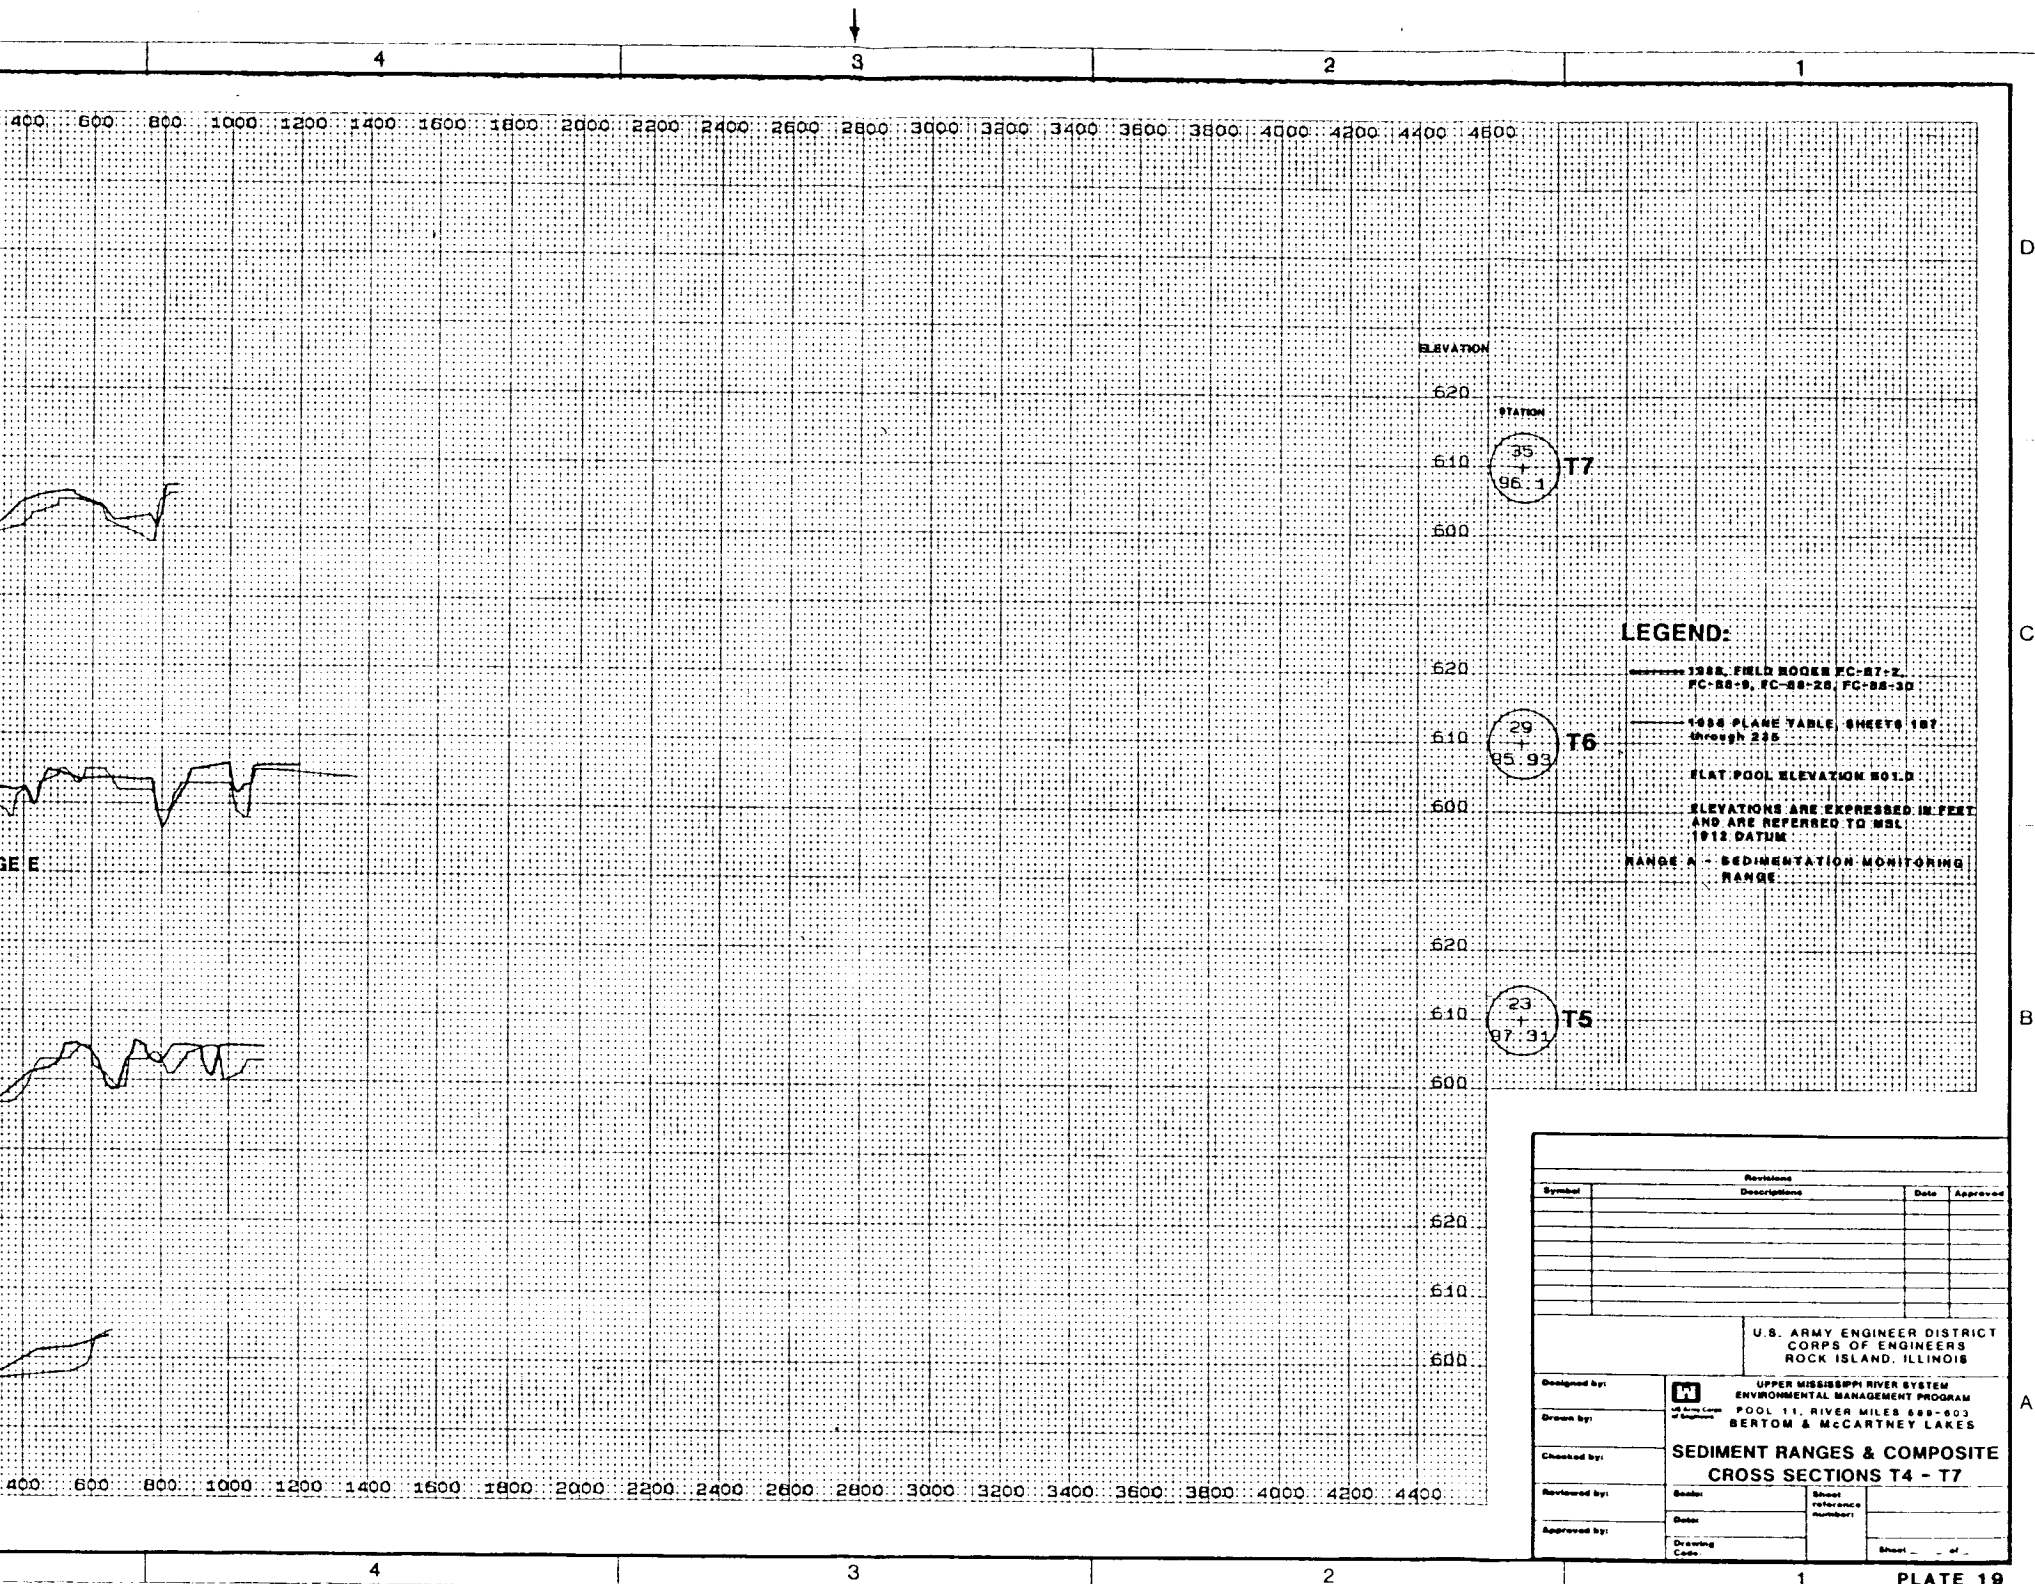 4 3 2 1
400 600 800 1000 1200 1400 1600 1800 2000 2200 2400 2600 2800 3000 3200 3400 3600 3800 4000 4200 4400 4600
D
ELEVATION
620
STATION
35
610 T7
96.1
600
LEGEND:
C
620
1988, FIELD BOOKS FC-87-2,
FC-88-9, FC-88-28, FC-88-30
PLANE TABLE, SHEETS 187
through 235
29
610 T6
95.93
FLAT POOL ELEVATION 601.0
600
ELEVATIONS ARE EXPRESSED IN FEET
AND ARE REFERRED TO MSL
1912 DATUM
GE E
RANGE A - SEDIMENTATION MONITORING
RANGE
620
23
610 T5
97.31
B
600
Revisions
Symbol Descriptions Date Approved
620
610
600
U.S. ARMY ENGINEER DISTRICT
CORPS OF ENGINEERS
ROCK ISLAND, ILLINOIS
Designed by:
US Army Corps
of Engineers
UPPER MISSISSIPPI RIVER SYSTEM
ENVIRONMENTAL MANAGEMENT PROGRAM
POOL 11, RIVER MILES 599-603
BERTOM & McCARTNEY LAKES
A
Drawn by:
Checked by:
SEDIMENT RANGES & COMPOSITE
CROSS SECTIONS T4 - T7
400 600 800 1000 1200 1400 1600 1800 2000 2200 2400 2600 2800 3000 3200 3400 3600 3800 4000 4200 4400
Reviewed by:
Scale:
Sheet
reference
number:
Date:
Approved by:
Drawing
Code:
Sheet of
4 3 2 1
PLATE 19